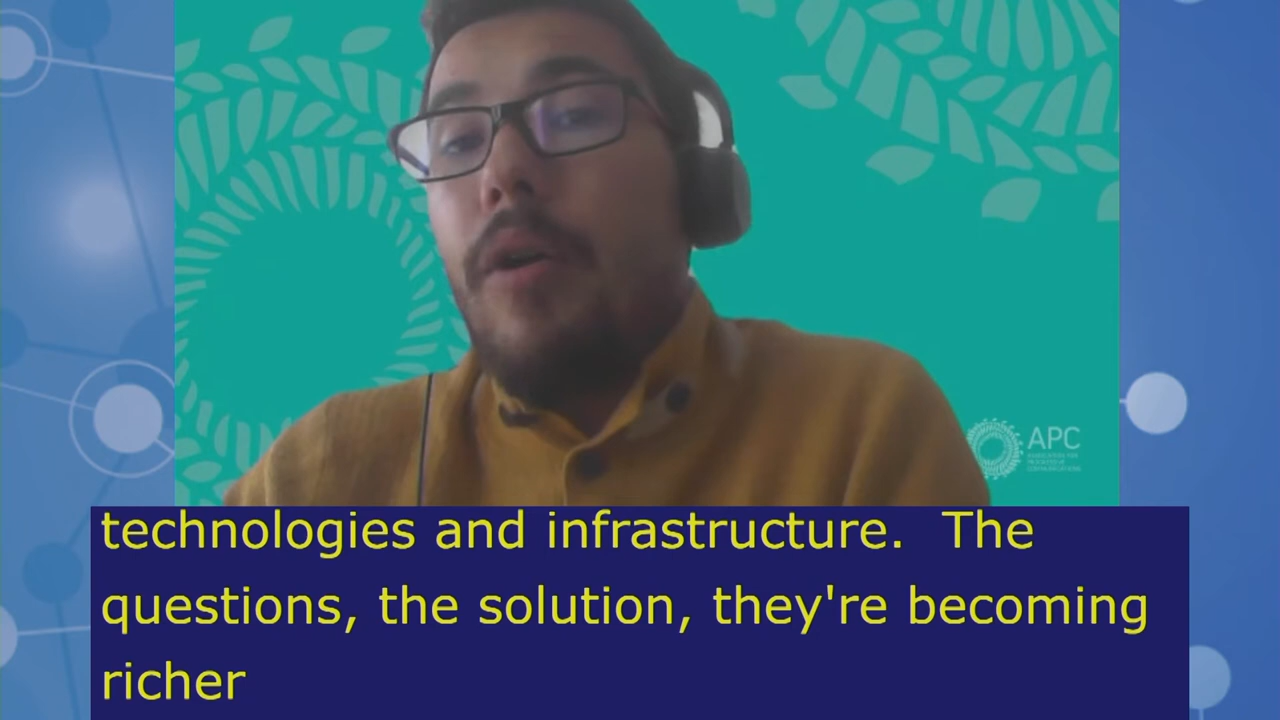 APC
technologies and infrastructure.  The
questions, the solution, they're becoming
richer